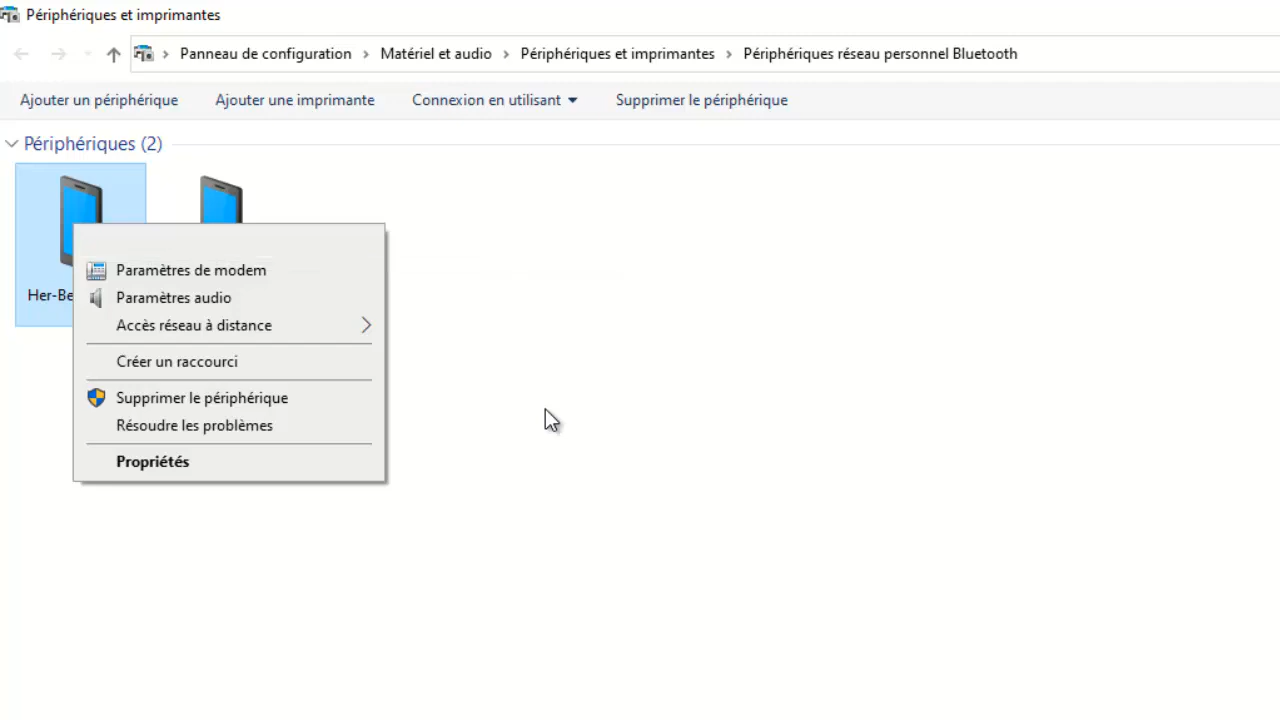 Périphériques et imprimantes
Panneau de configuration › Matériel et audio › Périphériques et imprimantes › Périphériques réseau personnel Bluetooth
Ajouter un périphérique Ajouter une imprimante Connexion en utilisant Supprimer le périphérique
Périphériques (2)
Her-Be
Paramètres de modem
Paramètres audio
Accès réseau à distance
Créer un raccourci
Supprimer le périphérique
Résoudre les problèmes
Propriétés